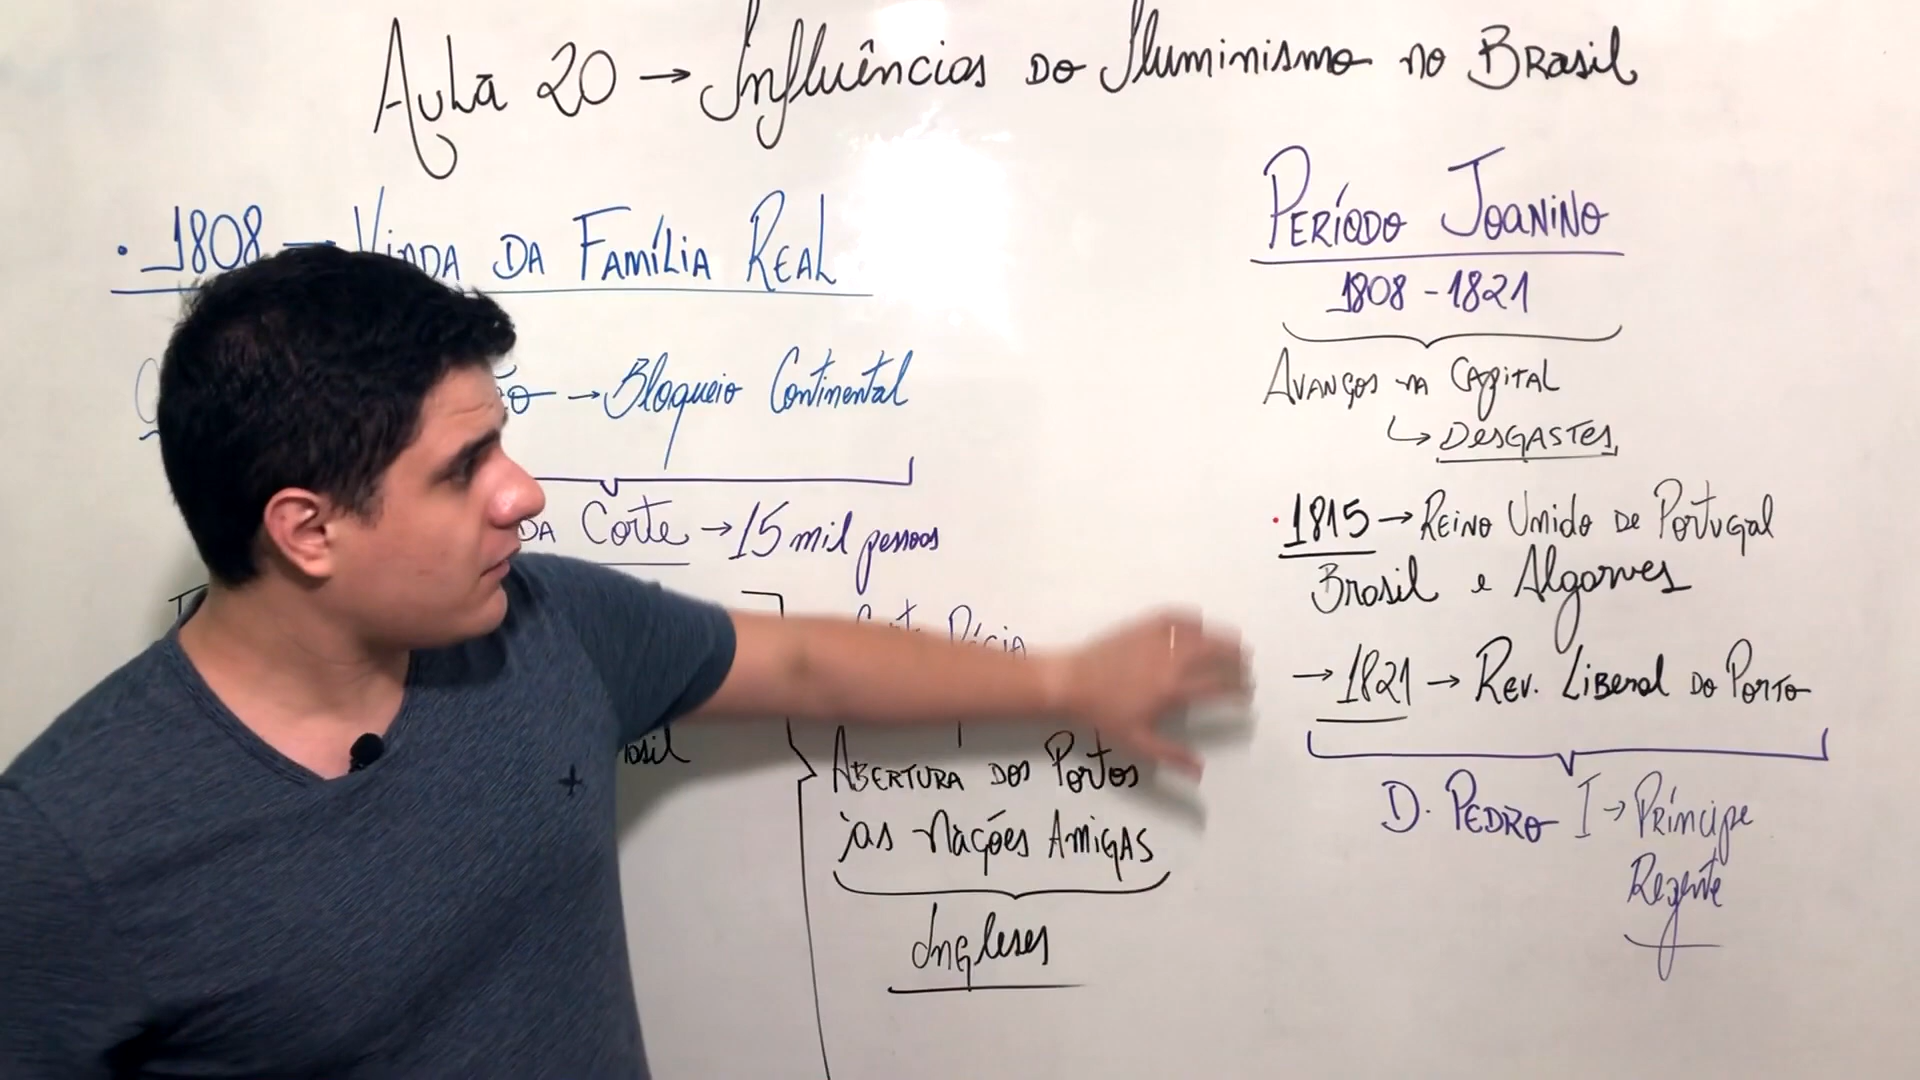 Aula 20 → Influências do Iluminismo no Brasil
• 1808 — Vinda da Família Real
→ Bloqueio Continental
da Corte → 15 mil pessoas
Abertura dos Portos
às Nações Amigas
Ingleses
Período Joanino
1808 - 1821
Avanços na Capital
↳ Desgastes
• 1815 → Reino Unido de Portugal
Brasil e Algarves
→ 1821 → Rev. Liberal do Porto
D. Pedro I → Príncipe
Regente